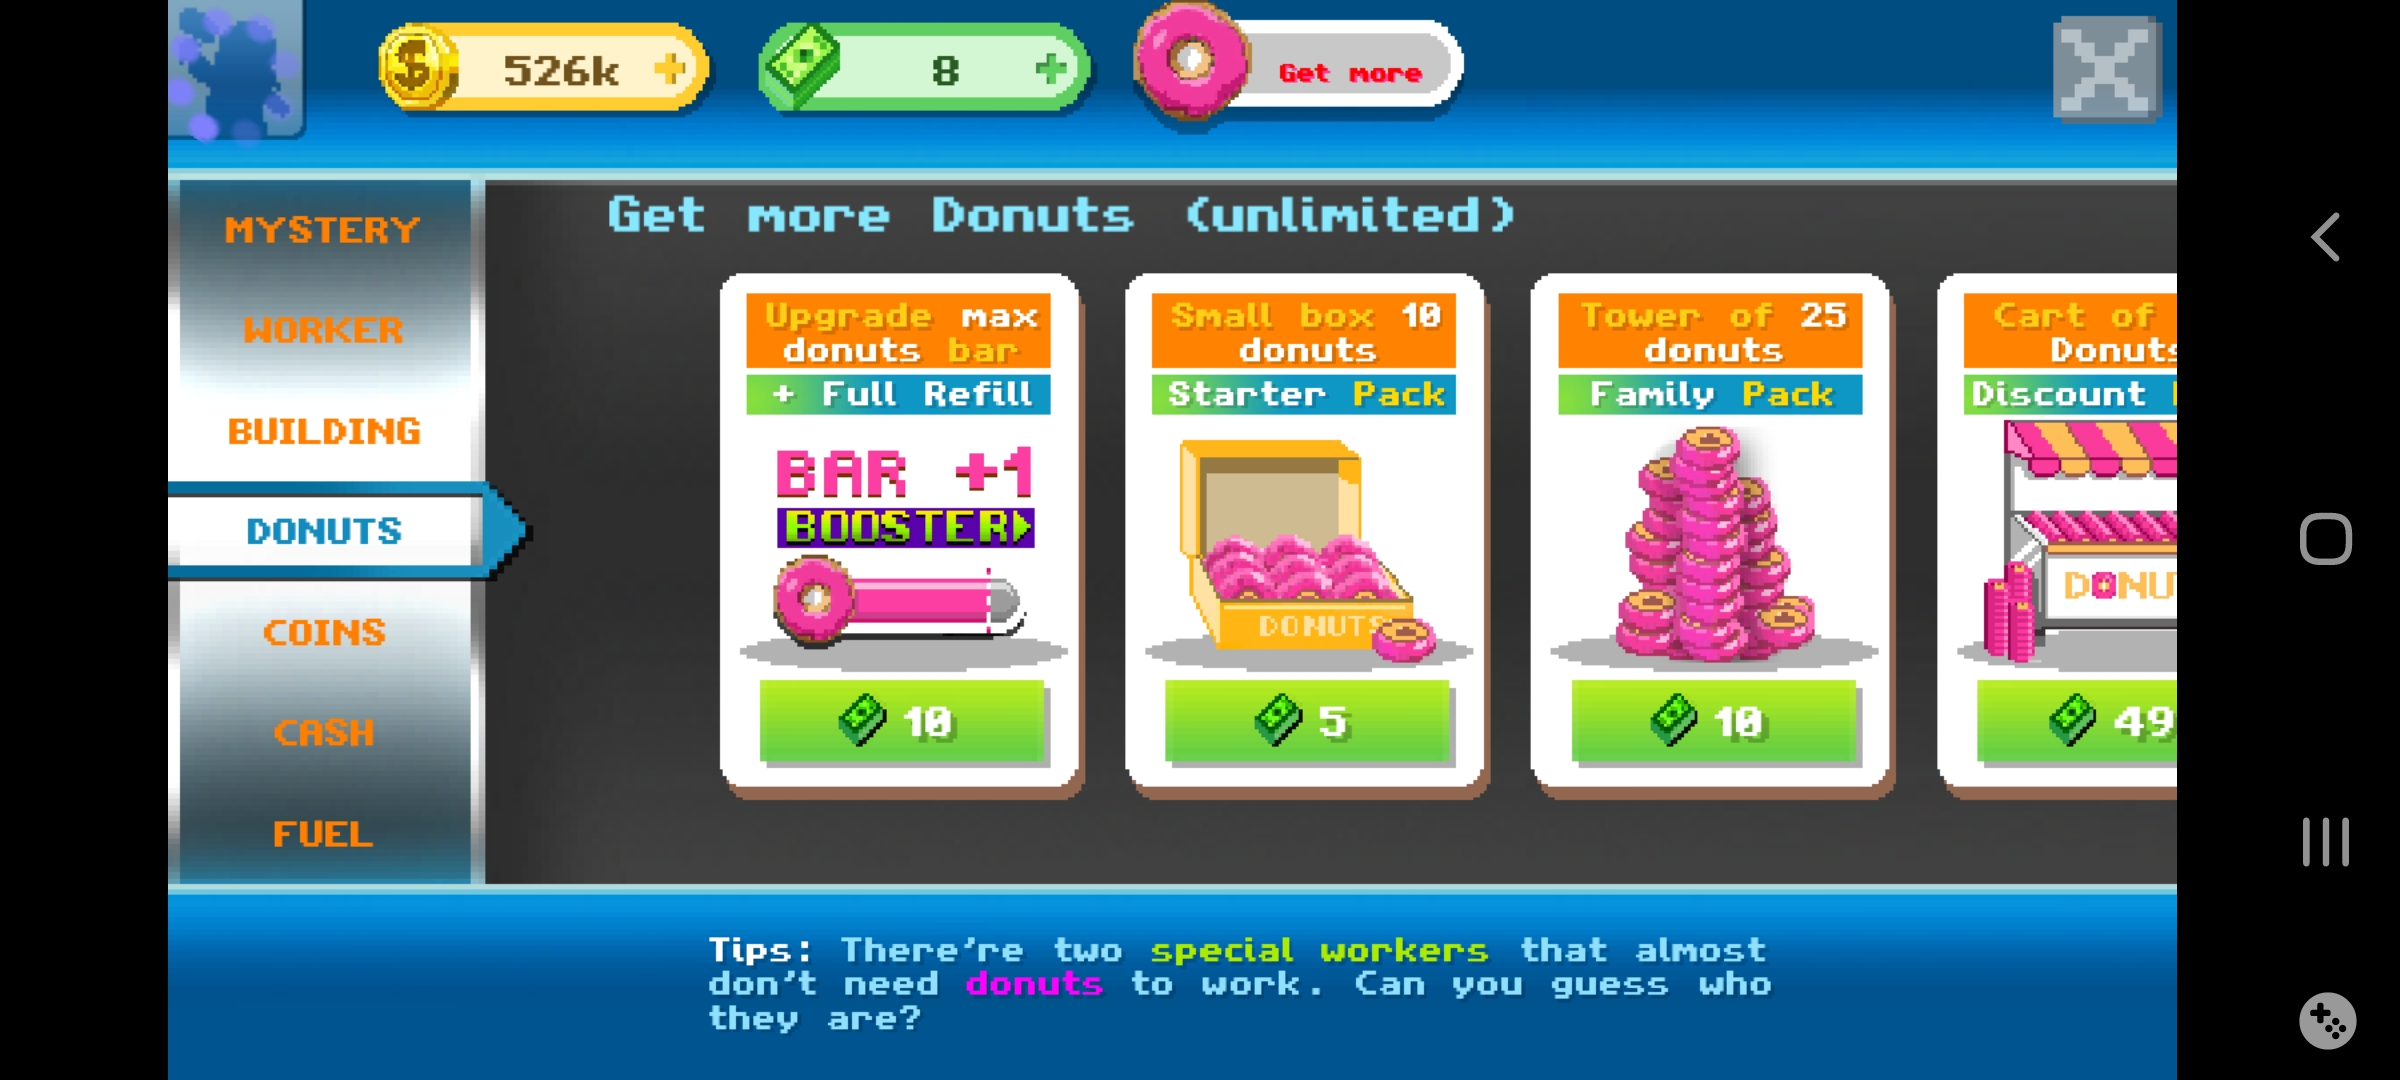 526k
8
Get more
MYSTERY
WORKER
BUILDING
DONUTS
COINS
CASH
FUEL
Get more Donuts (unlimited)
Upgrade max
donuts bar
+ Full Refill
BAR +1
BOOSTER
10
Small box 10
donuts
Starter Pack
DONUTS
5
Tower of 25
donuts
Family Pack
10
Cart of
Donuts
Discount
DONU
49
Tips: There're two special workers that almost
don't need donuts to work. Can you guess who
they are?